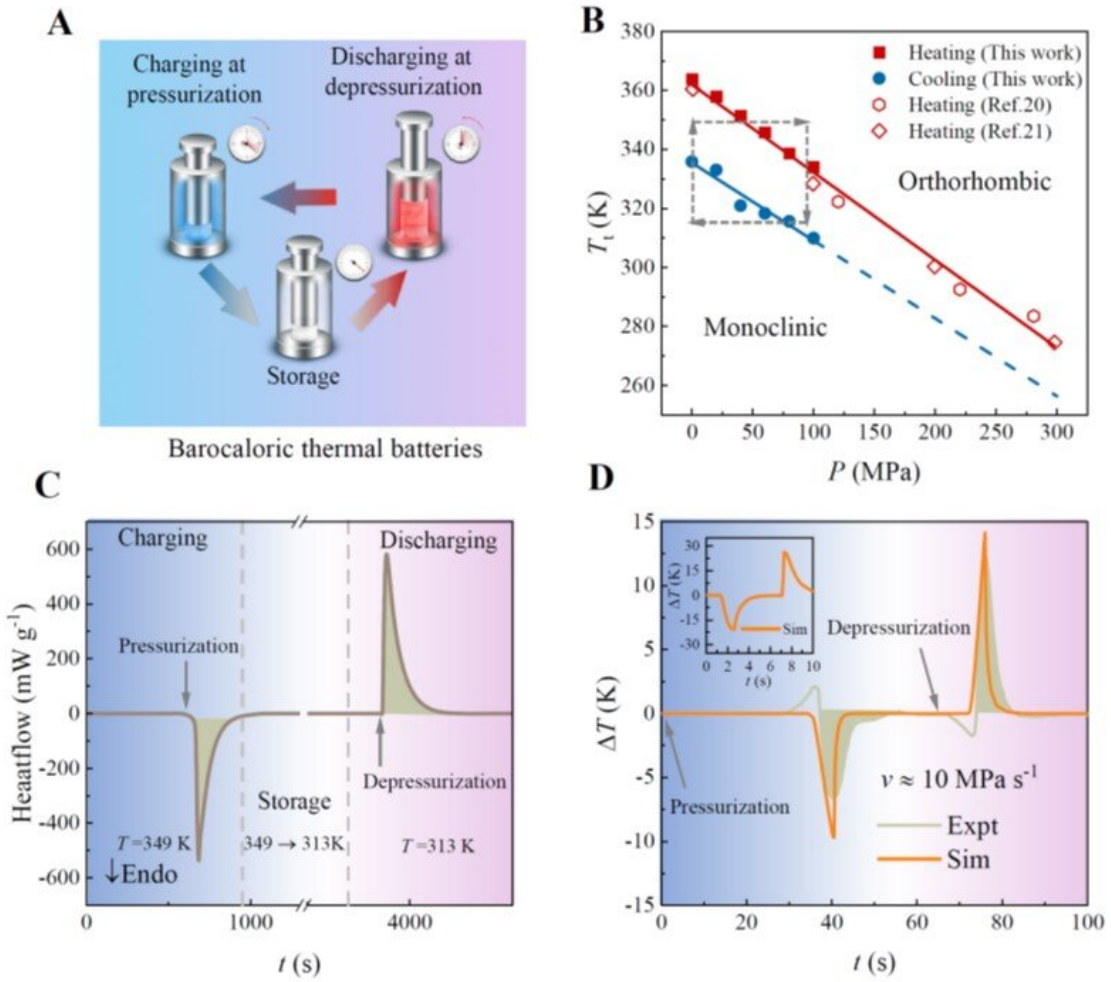 A
Charging at
pressurization
Discharging at
depressurization
Storage
Barocaloric thermal batteries
B
380
360
340
320
300
280
260
Tt (K)
Heating (This work)
Cooling (This work)
Heating (Ref.20)
Heating (Ref.21)
Orthorhombic
Monoclinic
0 50 100 150 200 250 300
P (MPa)
C
Heaatflow (mW g-1)
600
400
200
0
-200
-400
-600
Charging
Discharging
Pressurization
Depressurization
Storage
T=349 K
349 → 313K
T=313 K
↓Endo
0 1000 4000
t (s)
D
ΔT (K)
15
10
5
0
-5
-10
-15
ΔT (K)
30
15
0
-15
-30
Sim
0 2 4 6 8 10
t (s)
Depressurization
Pressurization
v ≈ 10 MPa s-1
Expt
Sim
0 20 40 60 80 100
t (s)